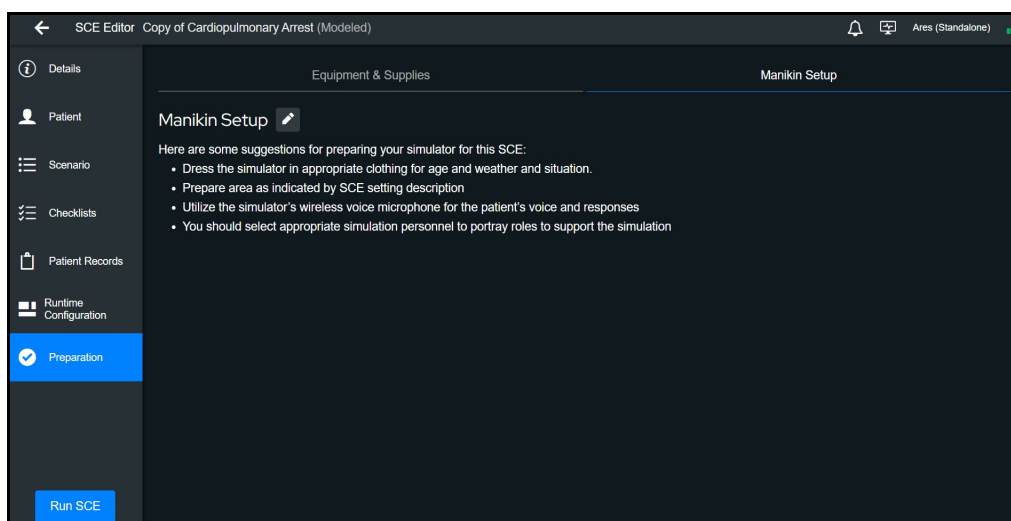 SCE Editor Copy of Cardiopulmonary Arrest (Modeled) Ares (Standalone)
Details
Patient
Scenario
Checklists
Patient Records
Runtime
Configuration
Preparation
Run SCE
Equipment & Supplies
Manikin Setup
Manikin Setup
Here are some suggestions for preparing your simulator for this SCE:
• Dress the simulator in appropriate clothing for age and weather and situation.
• Prepare area as indicated by SCE setting description
• Utilize the simulator's wireless voice microphone for the patient's voice and responses
• You should select appropriate simulation personnel to portray roles to support the simulation